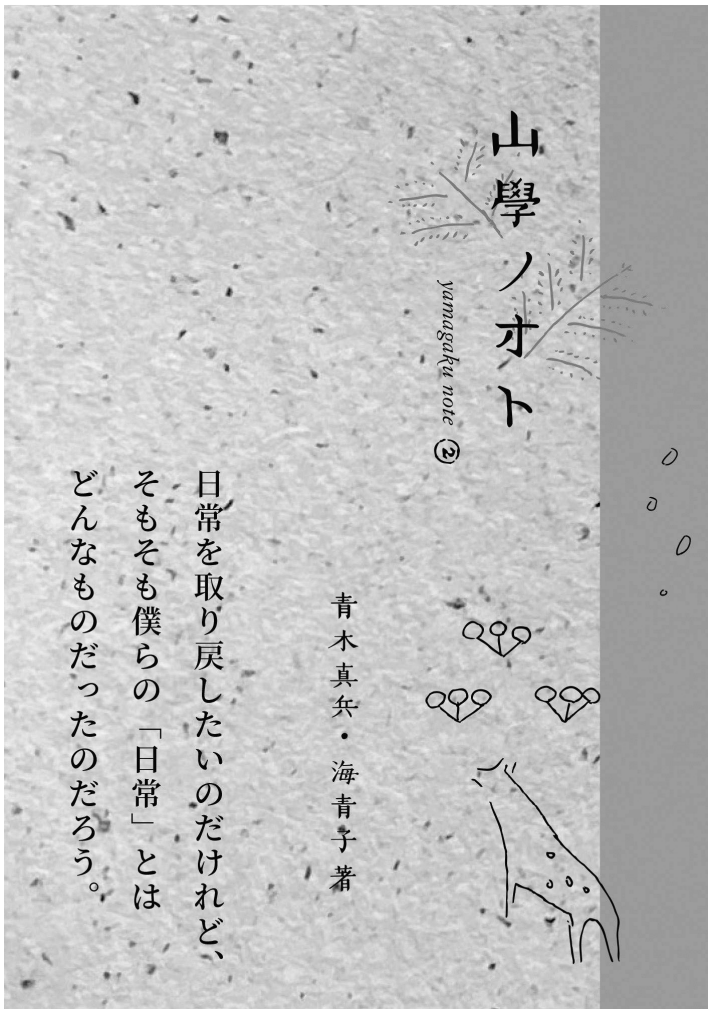 山學ノオト
yamagaku note ②
青木真兵・海青子 著
日常を取り戻したいのだけれど、
そもそも僕らの「日常」とは
どんなものだったのだろう。